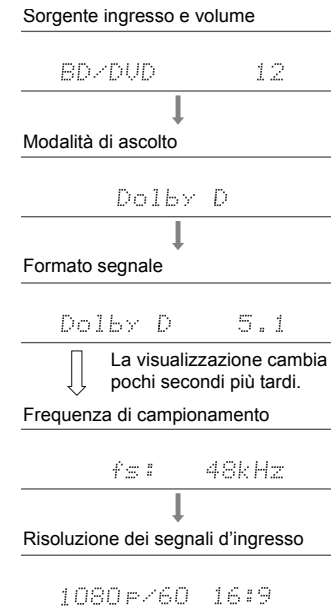 Sorgente ingresso e volume
BD/DVD 12
Modalità di ascolto
Dolby D
Formato segnale
Dolby D 5.1
La visualizzazione cambia
pochi secondi più tardi.
Frequenza di campionamento
fs: 48kHz
Risoluzione dei segnali d'ingresso
1080p/60 16:9